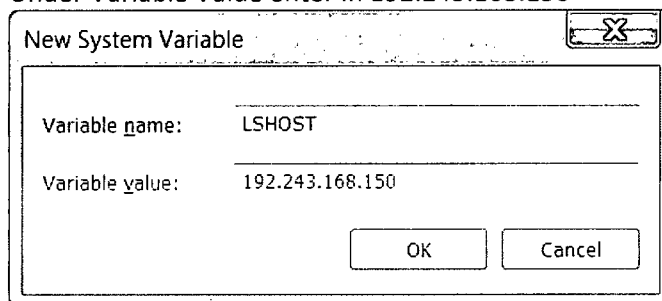 New System Variable
Variable name: LSHOST
Variable value: 192.243.168.150
OK Cancel